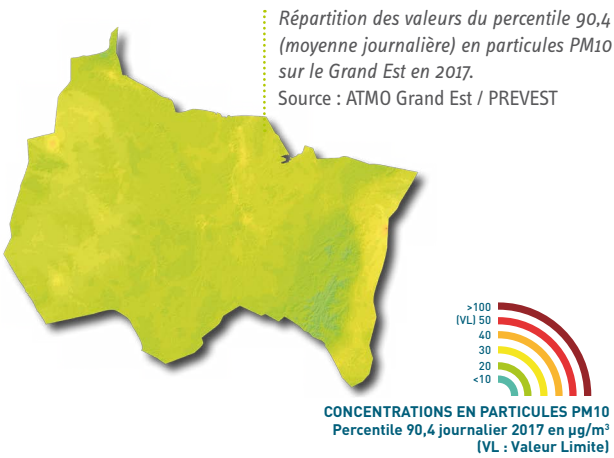 Répartition des valeurs du percentile 90,4
(moyenne journalière) en particules PM10
sur le Grand Est en 2017.
Source : ATMO Grand Est / PREVEST
>100
(VL) 50
40
30
20
<10
CONCENTRATIONS EN PARTICULES PM10
Percentile 90,4 journalier 2017 en µg/m³
(VL : Valeur Limite)